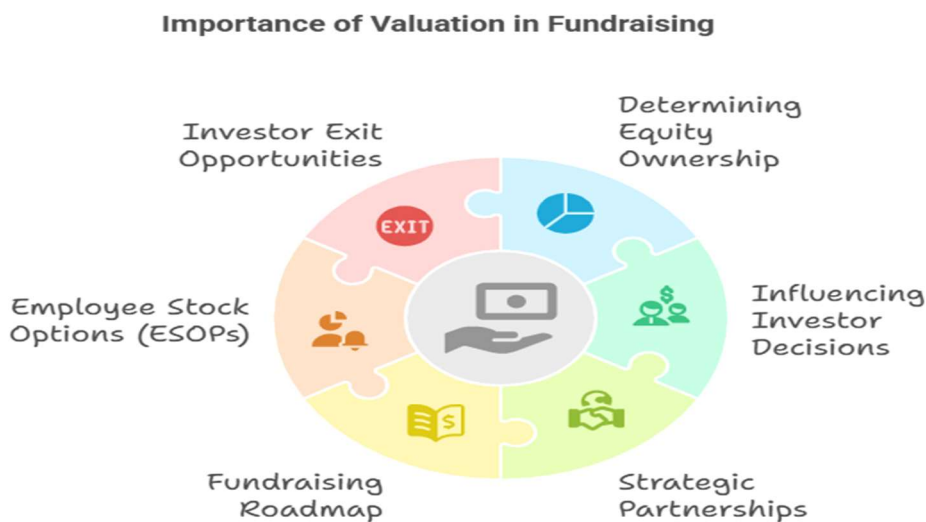 Importance of Valuation in Fundraising
Determining
Equity
Ownership
Investor Exit
Opportunities
EXIT
Employee Stock
Options (ESOPs)
$
Influencing
Investor
Decisions
$
Fundraising
Roadmap
Strategic
Partnerships